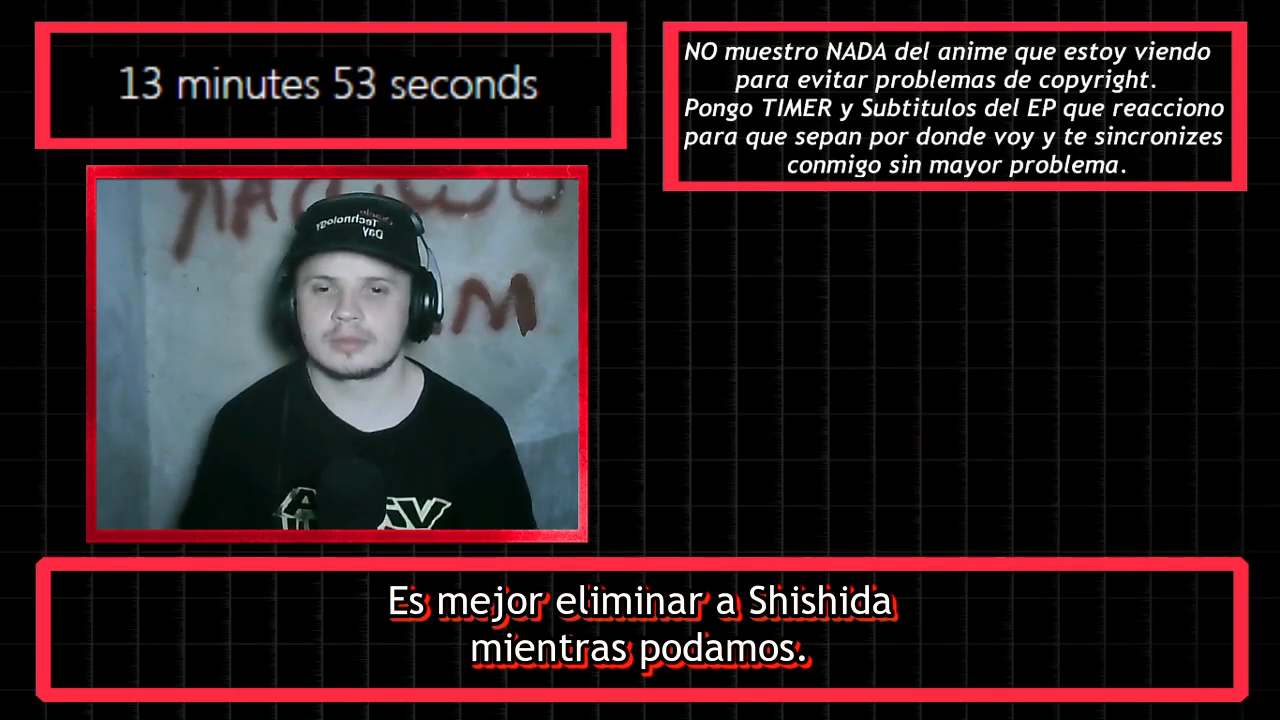 13 minutes 53 seconds
NO muestro NADA del anime que estoy viendo
para evitar problemas de copyright.
Pongo TIMER y Subtitulos del EP que reacciono
para que sepan por donde voy y te sincronizes
conmigo sin mayor problema.
Technology
Day
Es mejor eliminar a Shishida
mientras podamos.